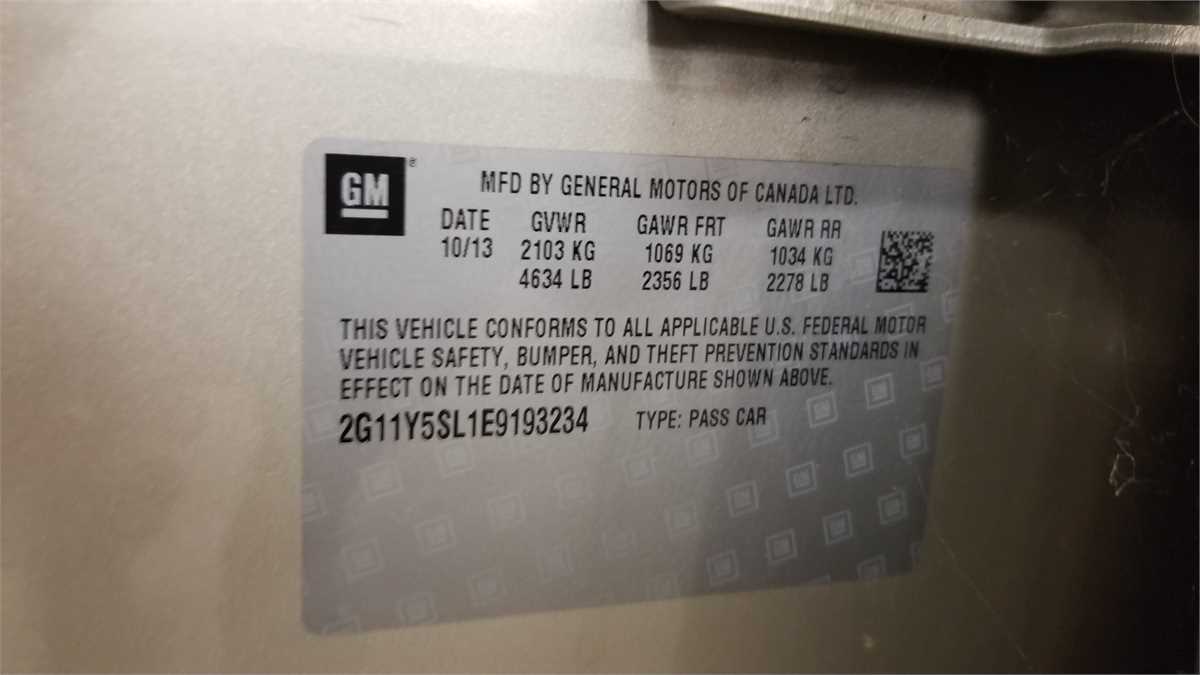 GM®
MFD BY GENERAL MOTORS OF CANADA LTD.
DATE GVWR GAWR FRT GAWR RR
10/13 2103 KG 1069 KG 1034 KG
4634 LB 2356 LB 2278 LB
THIS VEHICLE CONFORMS TO ALL APPLICABLE U.S. FEDERAL MOTOR
VEHICLE SAFETY, BUMPER, AND THEFT PREVENTION STANDARDS IN
EFFECT ON THE DATE OF MANUFACTURE SHOWN ABOVE.
2G11Y5SL1E9193234 TYPE: PASS CAR